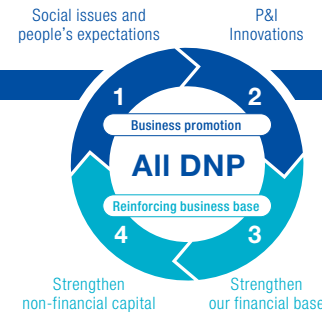 Social issues and
people's expectations
P&I
Innovations
1
2
Business promotion
All DNP
Reinforcing business base
4
3
Strengthen
non-financial capital
Strengthen
our financial base